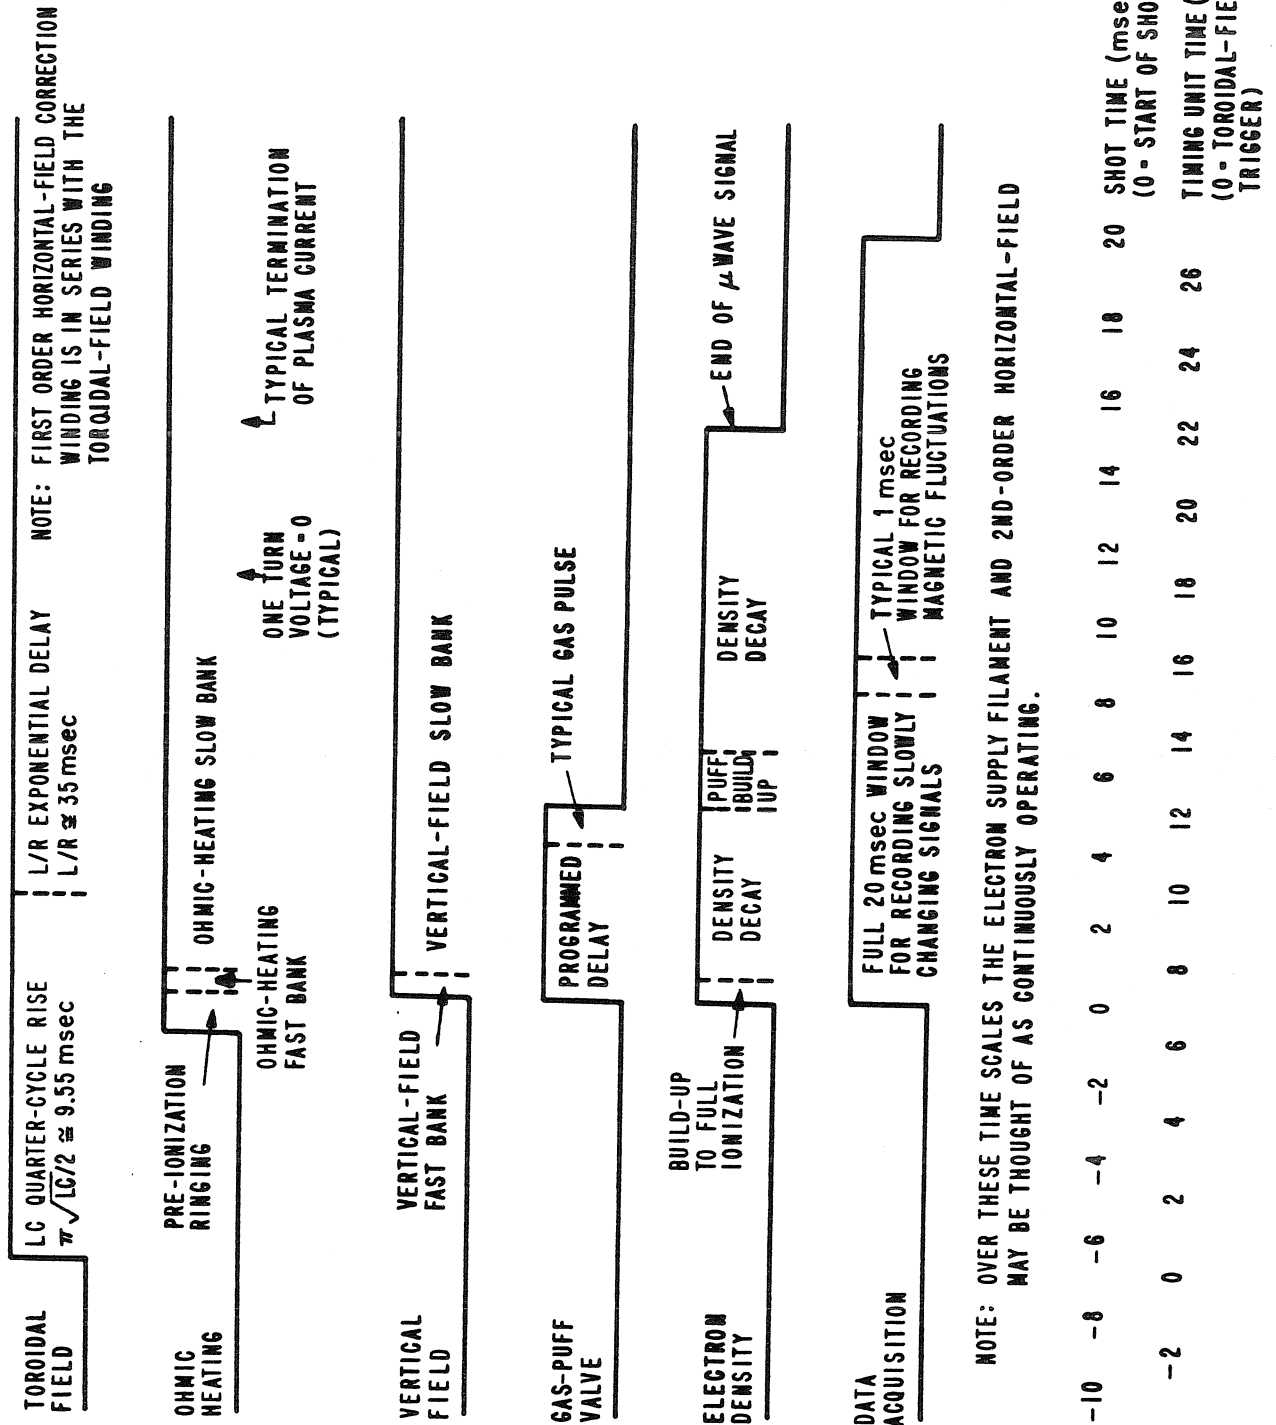 TOROIDAL
FIELD
LC QUARTER-CYCLE RISE
π√LC/2 ≅ 9.55 msec
L/R EXPONENTIAL DELAY
L/R ≅ 35 msec
NOTE: FIRST ORDER HORIZONTAL-FIELD CORRECTION
WINDING IS IN SERIES WITH THE
TOROIDAL-FIELD WINDING
OHMIC
HEATING
PRE-IONIZATION
RINGING
OHMIC-HEATING
FAST BANK
OHMIC-HEATING SLOW BANK
ONE TURN
VOLTAGE = 0
(TYPICAL)
TYPICAL TERMINATION
OF PLASMA CURRENT
VERTICAL
FIELD
VERTICAL-FIELD
FAST BANK
VERTICAL-FIELD SLOW BANK
GAS-PUFF
VALVE
PROGRAMMED
DELAY
TYPICAL GAS PULSE
ELECTRON
DENSITY
BUILD-UP
TO FULL
IONIZATION
DENSITY
DECAY
PUFF
BUILD
UP
DENSITY
DECAY
END OF μWAVE SIGNAL
DATA
ACQUISITION
FULL 20 msec WINDOW
FOR RECORDING SLOWLY
CHANGING SIGNALS
TYPICAL 1 msec
WINDOW FOR RECORDING
MAGNETIC FLUCTUATIONS
NOTE: OVER THESE TIME SCALES THE ELECTRON SUPPLY FILAMENT AND 2ND-ORDER HORIZONTAL-FIELD
MAY BE THOUGHT OF AS CONTINUOUSLY OPERATING.
-10 -8 -6 -4 -2 0 2 4 6 8 10 12 14 16 18 20 SHOT TIME (mse
(0 = START OF SHO
-2 0 2 4 6 8 10 12 14 16 18 20 22 24 26 TIMING UNIT TIME (
(0 = TOROIDAL-FIE
TRIGGER)